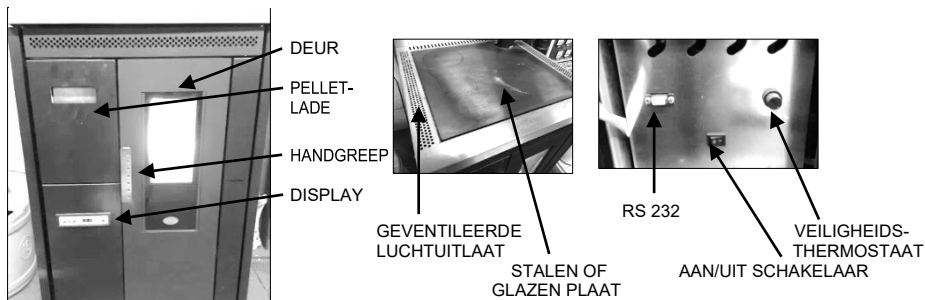 DEUR
PELLET-
LADE
HANDGREEP
DISPLAY
GEVENTILEERDE
LUCHTUITLAAT
STALEN OF
GLAZEN PLAAT
RS 232
VEILIGHEIDS-
THERMOSTAAT
AAN/UIT SCHAKELAAR